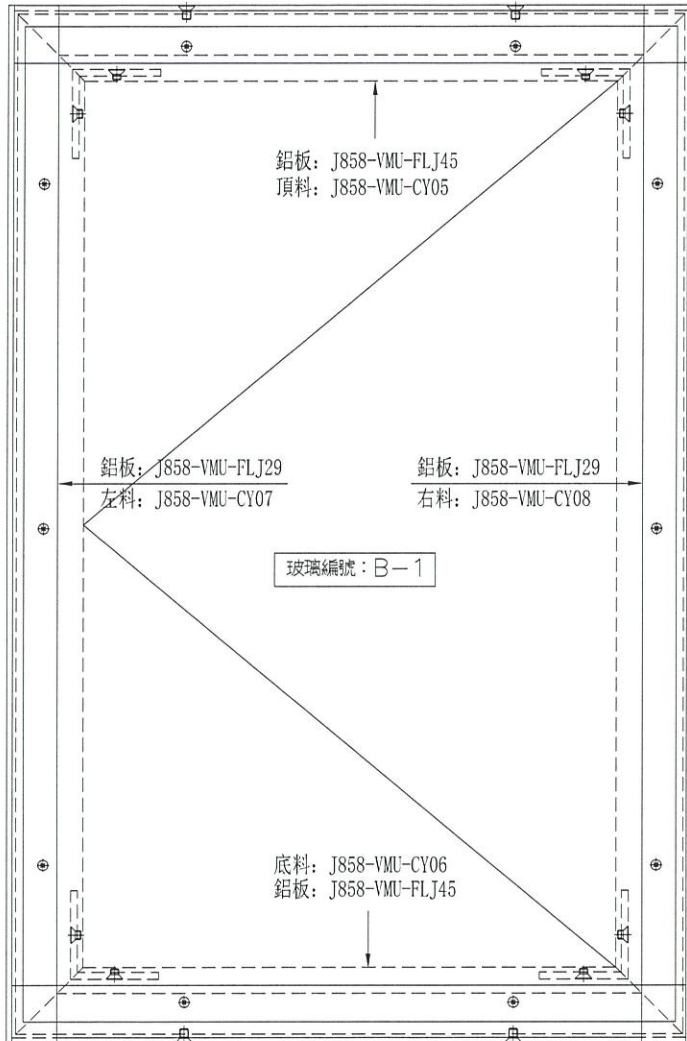 鋁板：J858-VMU-FLJ45
頂料：J858-VMU-CY05
鋁板：J858-VMU-FLJ29
左料：J858-VMU-CY07
鋁板：J858-VMU-FLJ29
右料：J858-VMU-CY08
玻璃編號：B-1
底料：J858-VMU-CY06
鋁板：J858-VMU-FLJ45